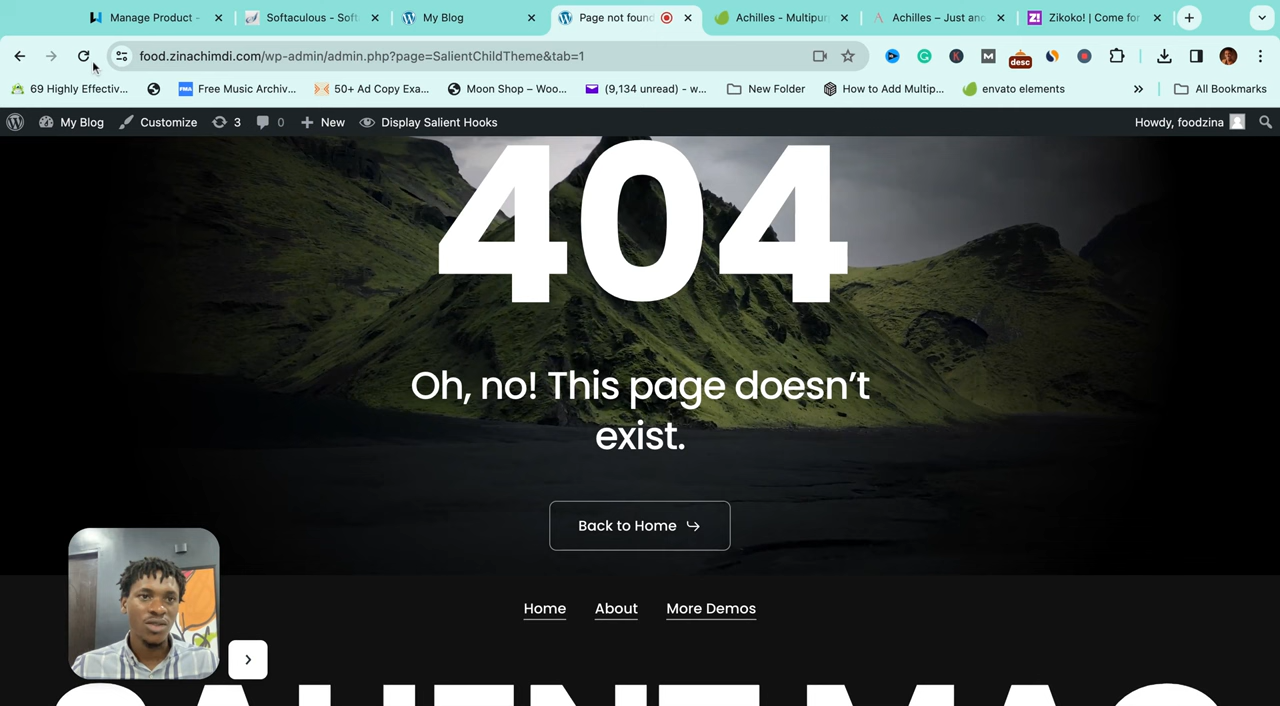 Manage Product -
Softaculous - Soft
My Blog
Page not found
Achilles - Multipur
Achilles – Just and
Zikoko! | Come for
food.zinachimdi.com/wp-admin/admin.php?page=SalientChildTheme&tab=1
desc
69 Highly Effectiv...
FMA
Free Music Archiv...
50+ Ad Copy Exa...
Moon Shop – Woo...
(9,134 unread) - w...
New Folder
How to Add Multip...
envato elements
All Bookmarks
My Blog
Customize
3
0
New
Display Salient Hooks
Howdy, foodzina
404
Oh, no! This page doesn’t
exist.
Back to Home
Home
About
More Demos